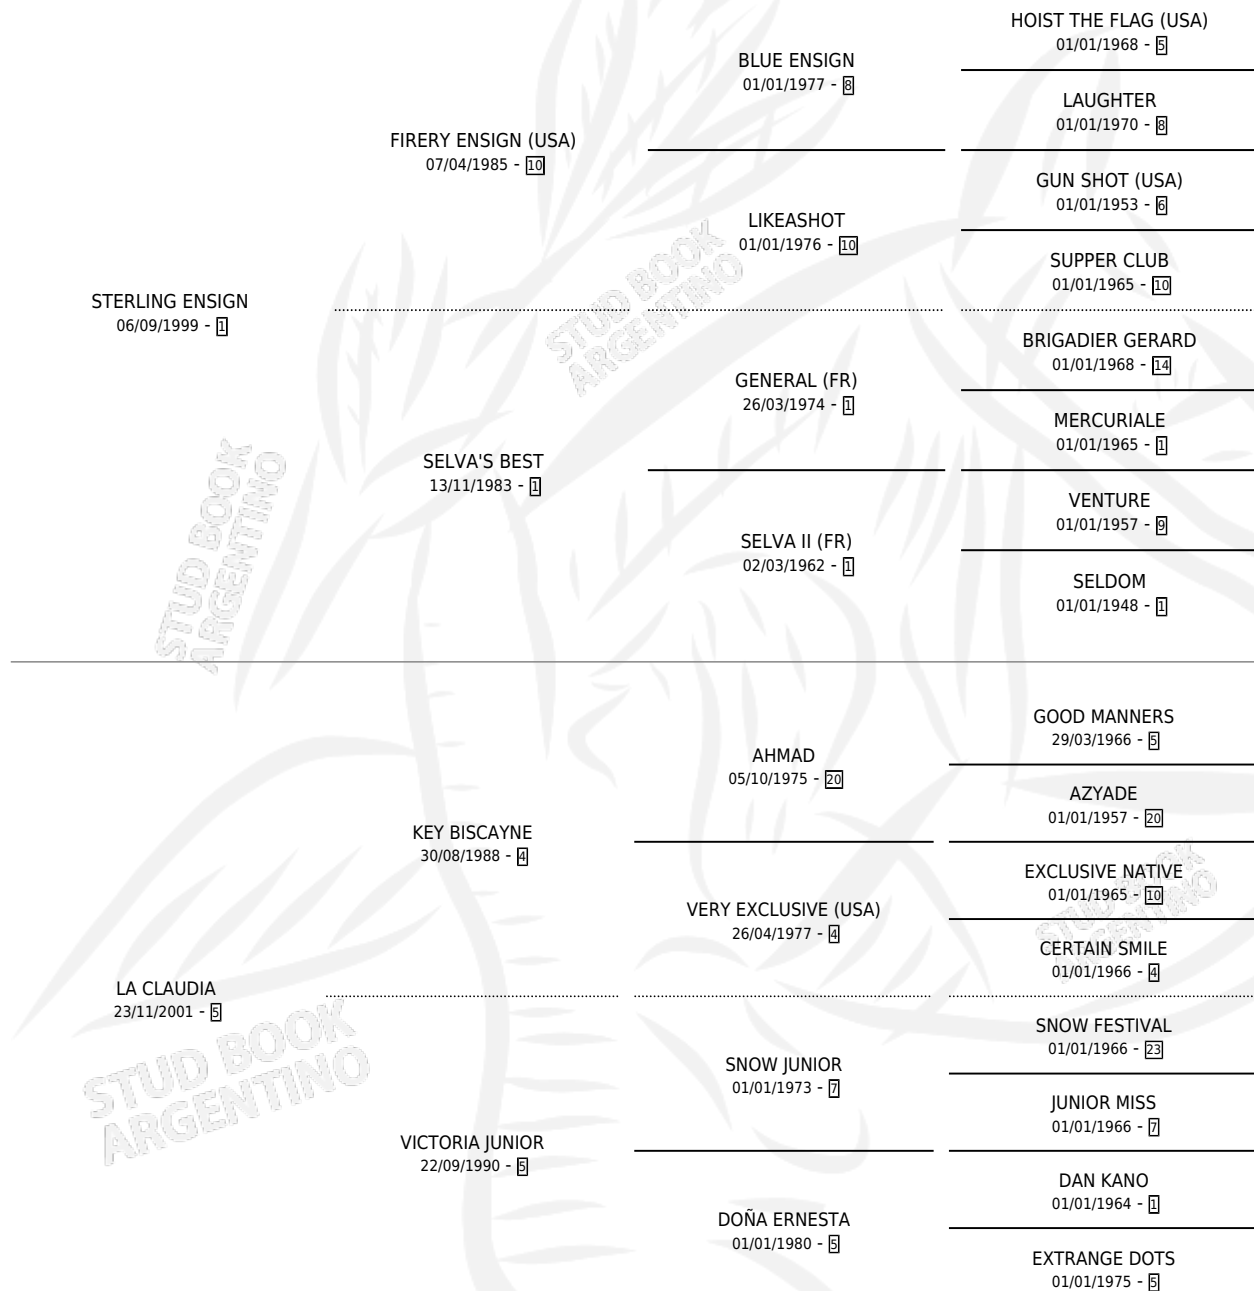 HOIST THE FLAG (USA)
01/01/1968 - 5
BLUE ENSIGN
01/01/1977 - 8
LAUGHTER
01/01/1970 - 8
FIRERY ENSIGN (USA)
07/04/1985 - 10
GUN SHOT (USA)
01/01/1953 - 6
LIKEASHOT
01/01/1976 - 10
SUPPER CLUB
01/01/1965 - 10
STERLING ENSIGN
06/09/1999 - 1
BRIGADIER GERARD
01/01/1968 - 14
GENERAL (FR)
26/03/1974 - 1
MERCURIALE
01/01/1965 - 1
SELVA'S BEST
13/11/1983 - 1
VENTURE
01/01/1957 - 9
SELVA II (FR)
02/03/1962 - 1
SELDOM
01/01/1948 - 1
GOOD MANNERS
29/03/1966 - 5
AHMAD
05/10/1975 - 20
AZYADE
01/01/1957 - 20
KEY BISCAYNE
30/08/1988 - 4
EXCLUSIVE NATIVE
01/01/1965 - 10
VERY EXCLUSIVE (USA)
26/04/1977 - 4
CERTAIN SMILE
01/01/1966 - 4
LA CLAUDIA
23/11/2001 - 5
SNOW FESTIVAL
01/01/1966 - 23
SNOW JUNIOR
01/01/1973 - 7
JUNIOR MISS
01/01/1966 - 7
VICTORIA JUNIOR
22/09/1990 - 5
DAN KANO
01/01/1964 - 1
DOÑA ERNESTA
01/01/1980 - 5
EXTRANGE DOTS
01/01/1975 - 5
STUD BOOK
ARGENTINO
STUD BOOK
ARGENTINO
STUD BOOK
ARGENTINO
STUD BOOK
ARGENTINO